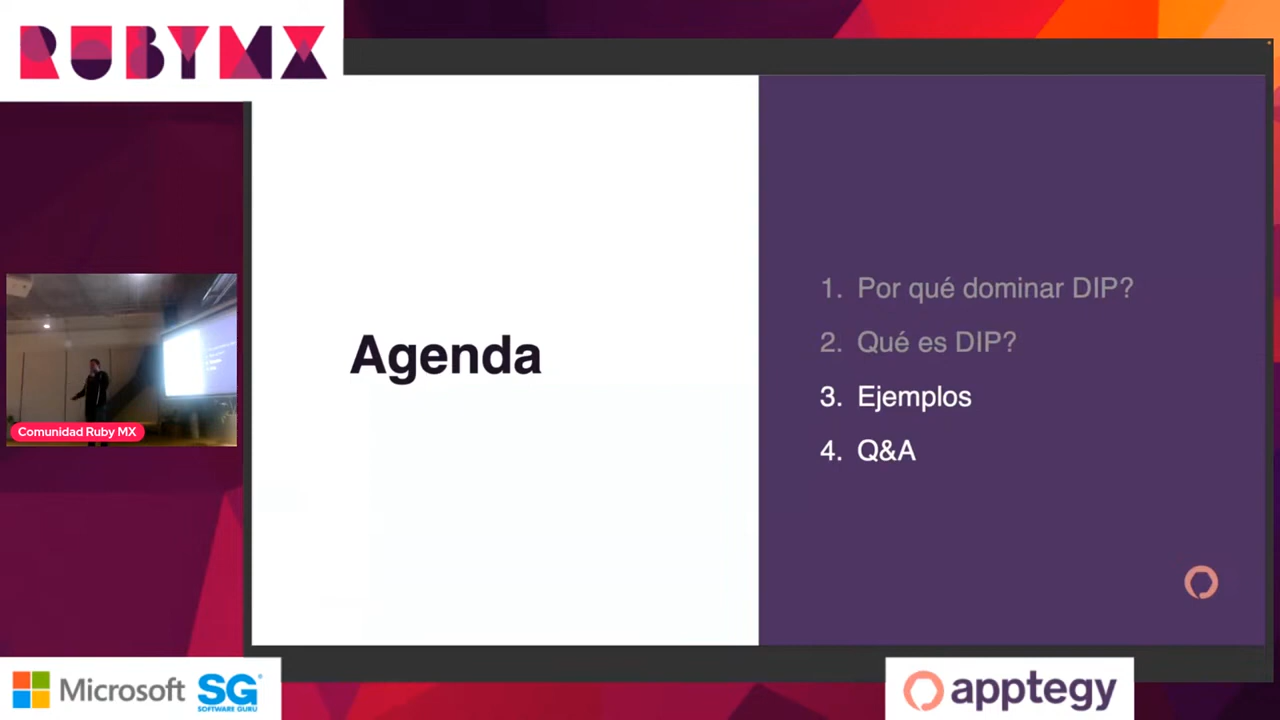 RUBYMX
Agenda
1. Por qué dominar DIP?
2. Qué es DIP?
3. Ejemplos
4. Q&A
Comunidad Ruby MX
Microsoft
SG
SOFTWARE GURU
apptegy